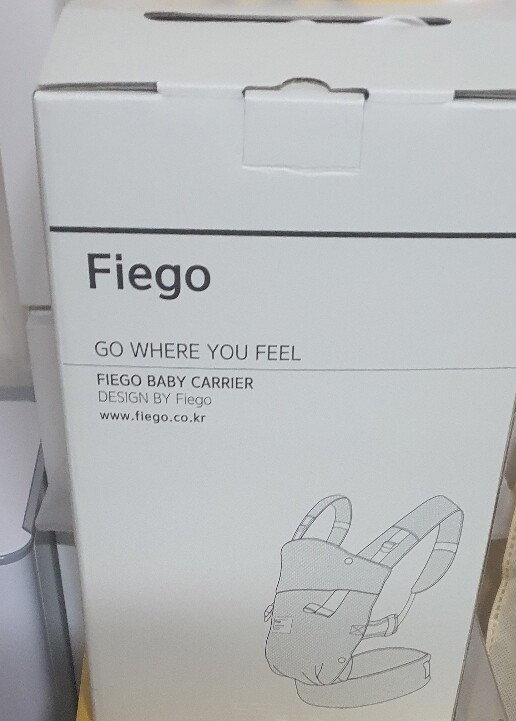 Fiego
GO WHERE YOU FEEL
FIEGO BABY CARRIER
DESIGN BY Fiego
www.fiego.co.kr